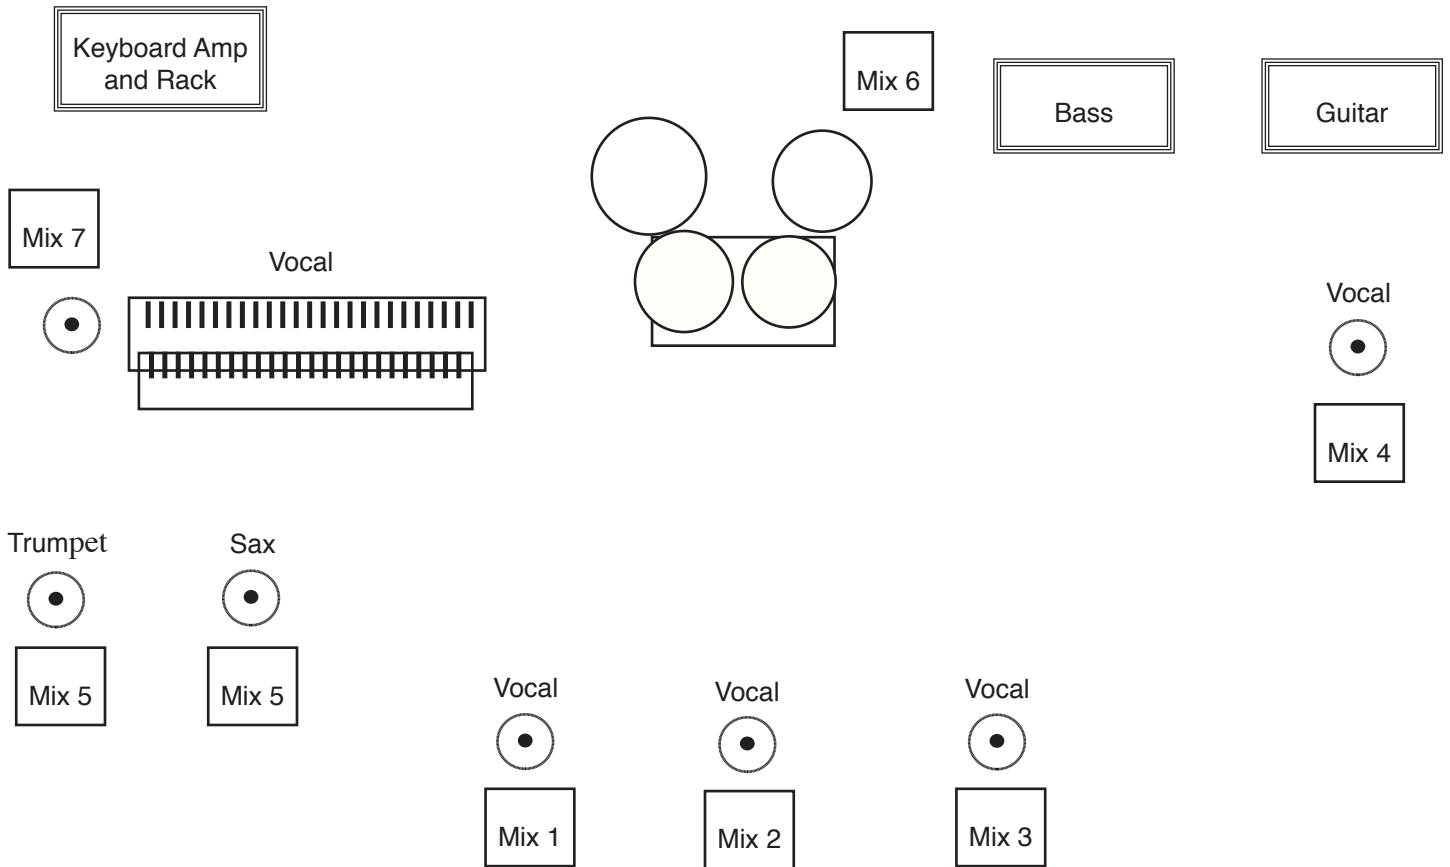 Keyboard Amp
and Rack
Mix 6
Bass
Guitar
Mix 7
Vocal
Vocal
Mix 4
Trumpet
Sax
Mix 5
Mix 5
Vocal
Vocal
Vocal
Mix 1
Mix 2
Mix 3